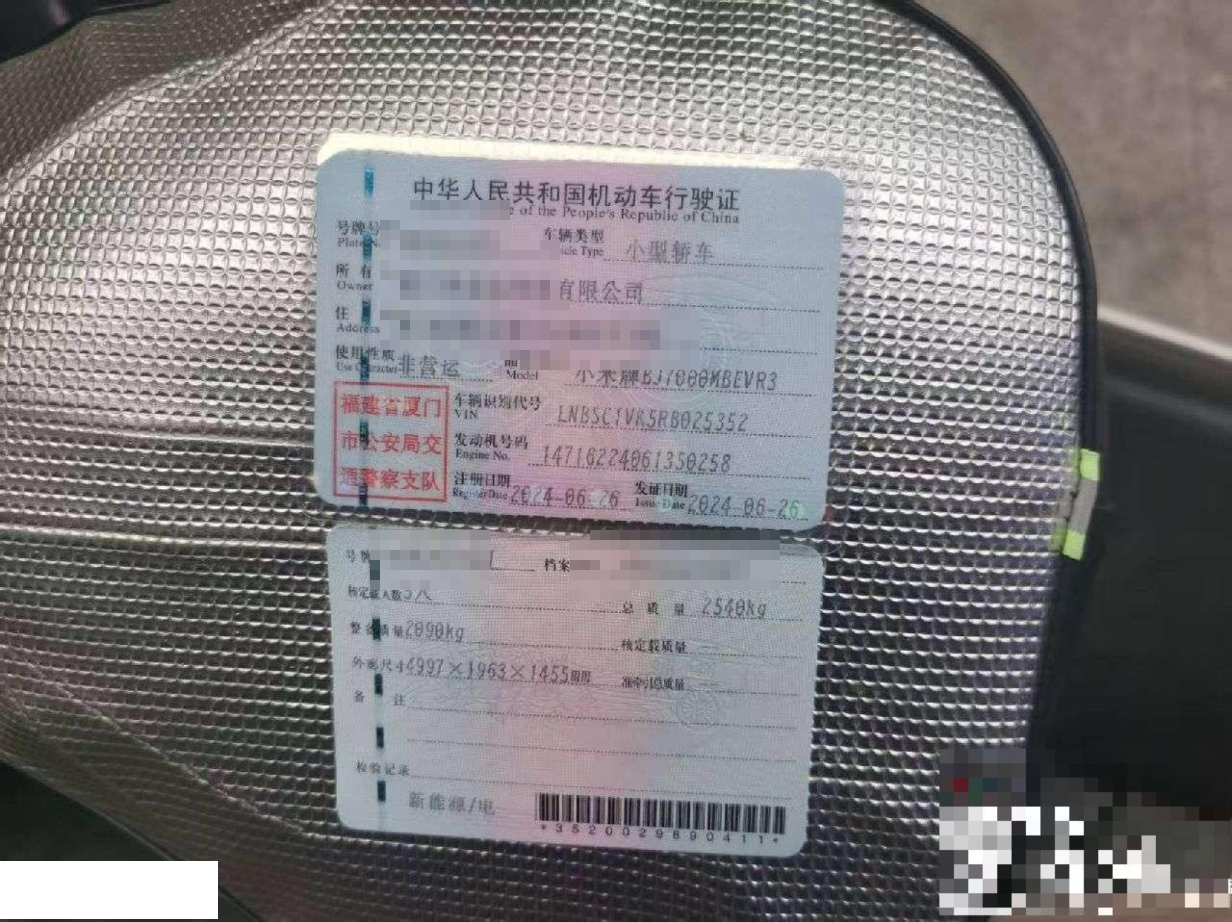 中华人民共和国机动车行驶证
of the People's Republic of China
号牌号 车辆类型 小型轿车
Plate N Type
所有 有限公司
Owner
住
Address
使用性质 非营运
Use Character Model 小米牌BJ7000MBEVR3
福建省厦门
市公安局交
通警察支队
车辆识别代号 LNBSC1VK5RB025352
VIN
发动机号码 14716224061350258
Engine No.
注册日期 2024-06-26 发证日期 2024-06-26
Register Date Issue Date
号牌 档案
核定载人数 5人 总质量 2540kg
整备质量 2090kg 核定载质量 --
外廓尺寸 4997×1963×1455mm 准牵引总质量 --
备注
检验记录
新能源/电
*3520029890411*